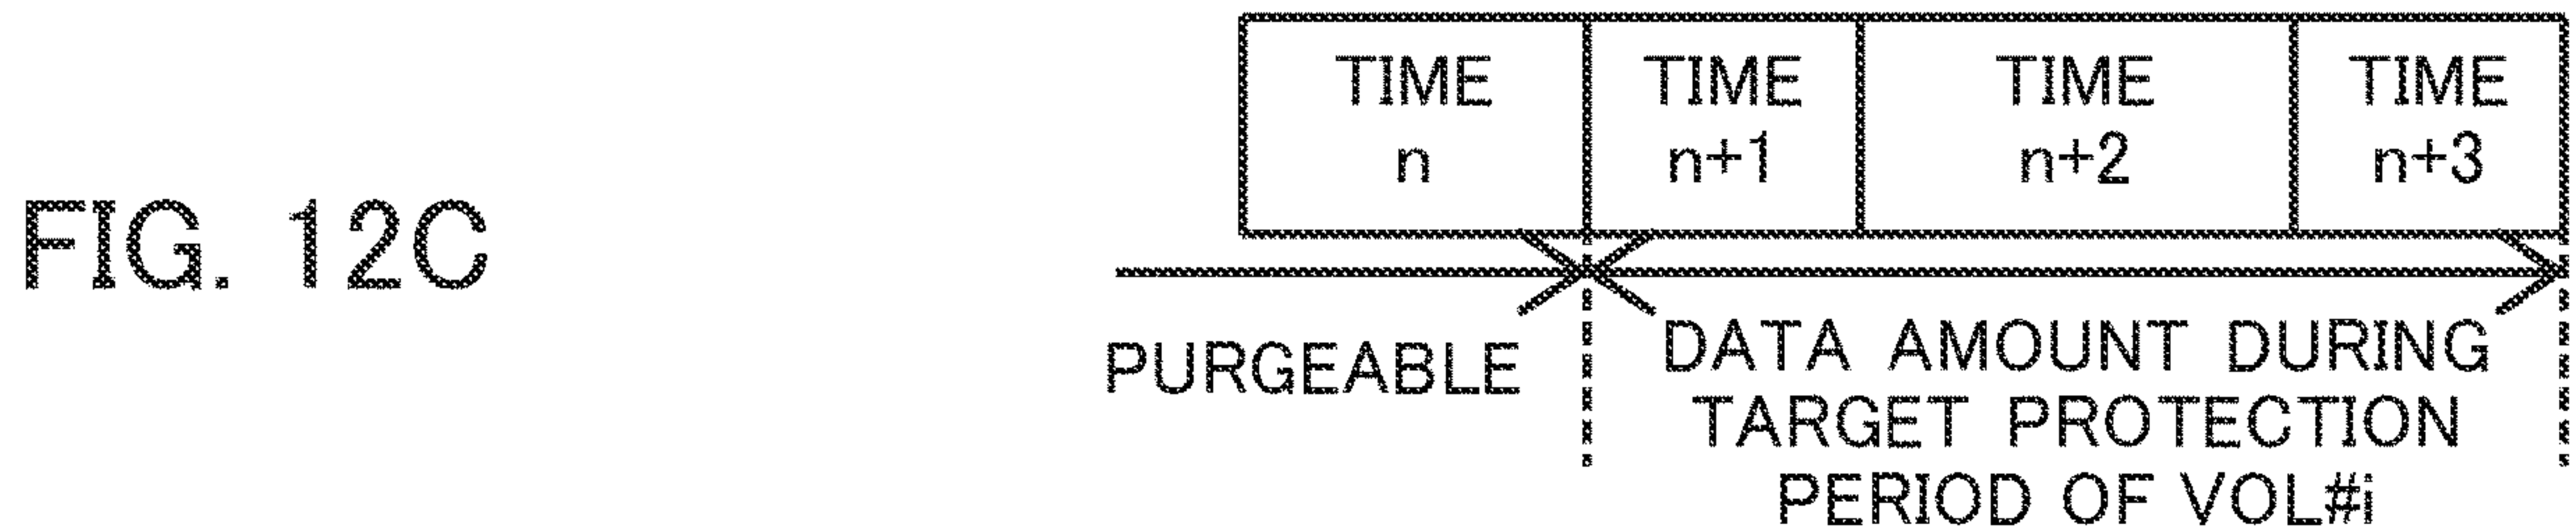 TIME TIME TIME TIME
n n+1 n+2 n+3
FIG. 12C
PURGEABLE
DATA AMOUNT DURING
TARGET PROTECTION
PERIOD OF VOL#i